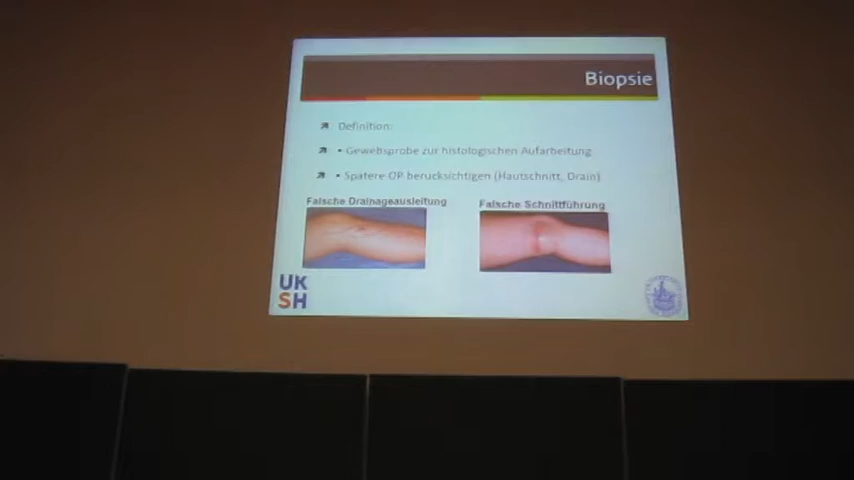 Biopsie
Definition:
• Gewebsprobe zur histologischen Aufarbeitung
• Spätere OP berücksichtigen (Hautschnitt, Drain)
Falsche Drainageausleitung
Falsche Schnittführung
UK
SH